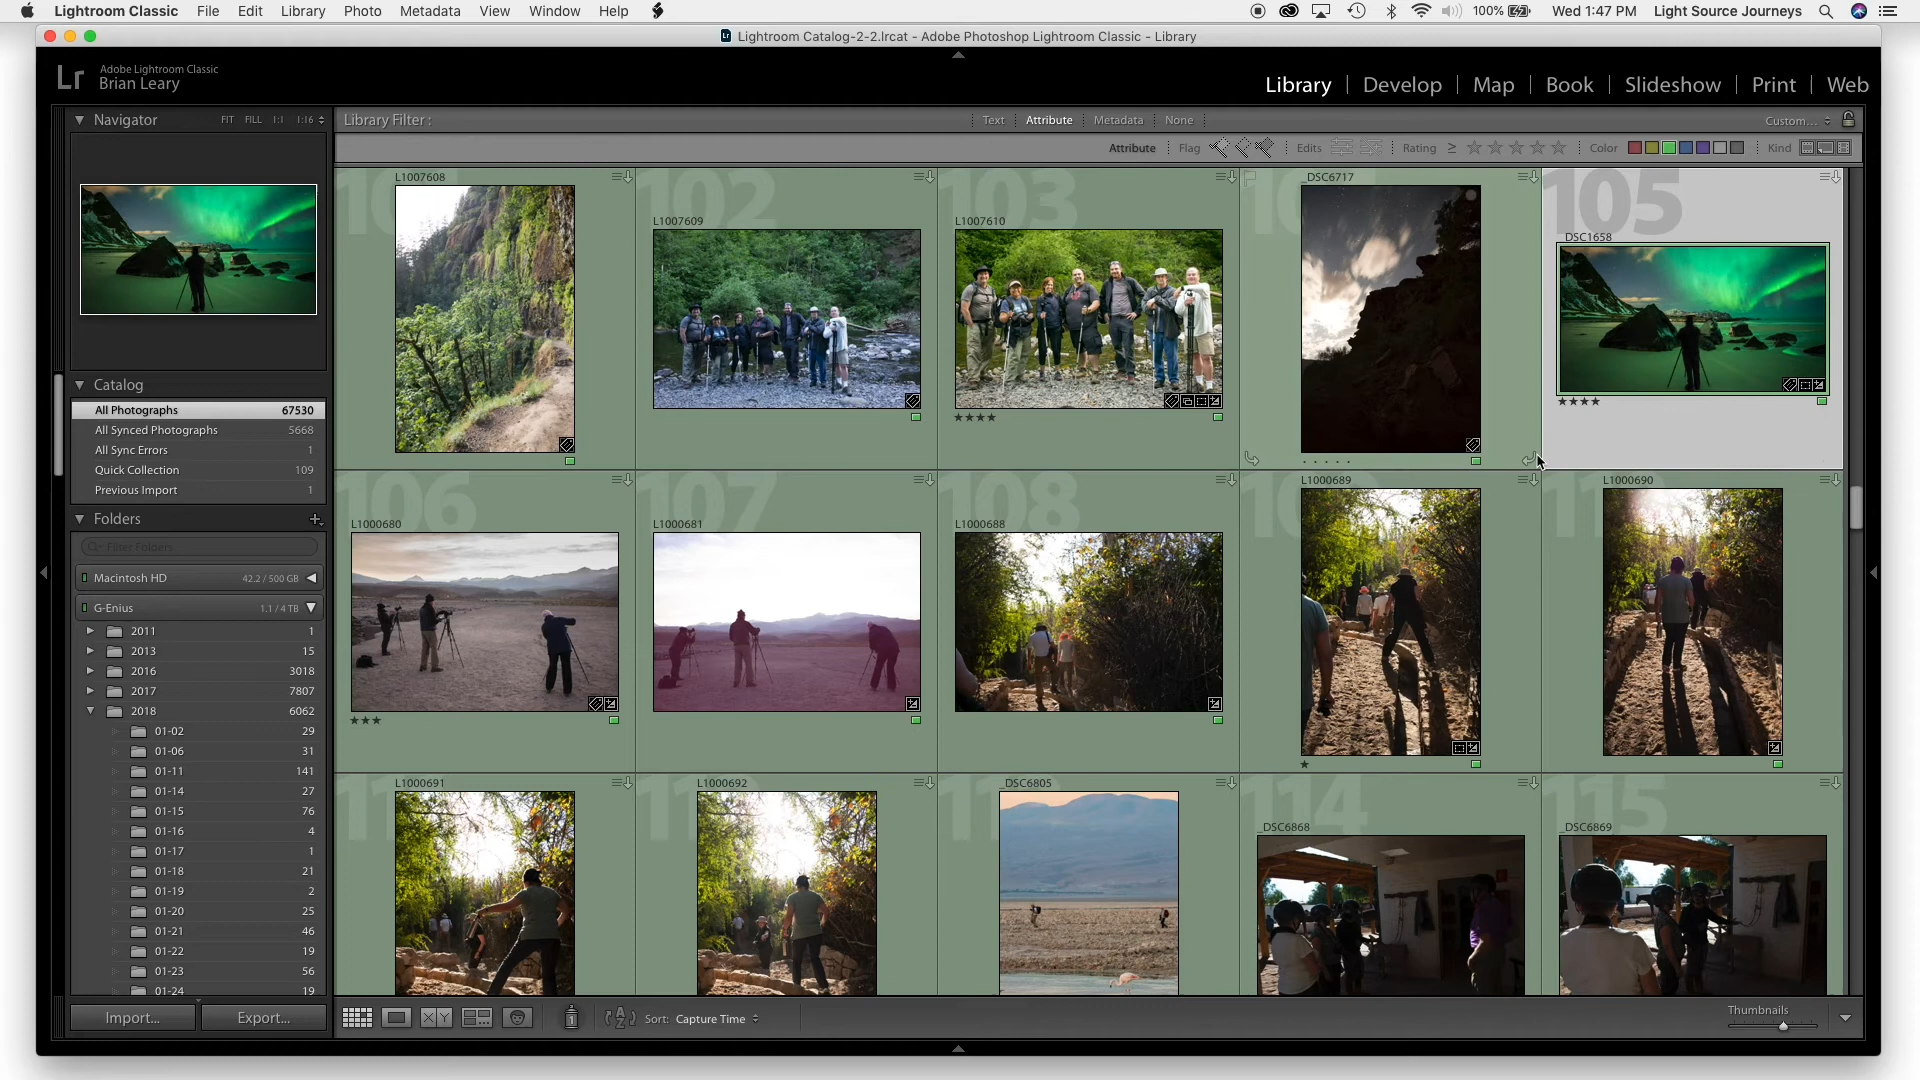 Lightroom Classic File Edit Library Photo Metadata View Window Help 100% Wed 1:47 PM Light Source Journeys
Lightroom Catalog-2-2.lrcat - Adobe Photoshop Lightroom Classic - Library
Lr Adobe Lightroom Classic
Brian Leary
Library | Develop | Map | Book | Slideshow | Print | Web
Navigator FIT FILL 1:1 1:16
Library Filter : Text Attribute Metadata None Custom...
Attribute Flag Edits Rating ≥ ★★★★★ Color Kind
Catalog
All Photographs 67530
All Synced Photographs 5668
All Sync Errors 1
Quick Collection 109
Previous Import 1
Folders +
Filter Folders
Macintosh HD 42.2 / 500 GB
G-Enius 1.1 / 4 TB
2011 1
2013 15
2016 3018
2017 7807
2018 6062
01-02 29
01-06 31
01-11 141
01-14 27
01-15 76
01-16 4
01-17 1
01-18 21
01-19 2
01-20 25
01-21 46
01-22 19
01-23 56
01-24 19
Import... Export...
102 103 105
L1007608 L1007609 L1007610 _DSC6717 _DSC1658
★★★★ ★★★★
106 107 108
L1000680 L1000681 L1000688 L1000689 L1000690
★★★ ★
114 115
L1000691 L1000692 _DSC6805 _DSC6868 _DSC6869
XY Sort: Capture Time Thumbnails